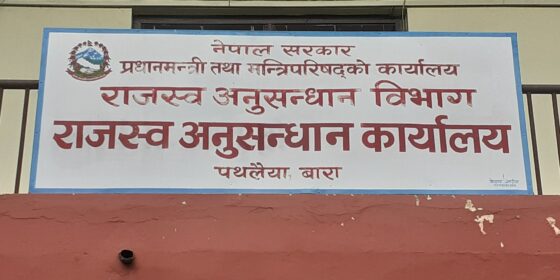 नेपाल सरकार
प्रधानमन्त्री तथा मन्त्रिपरिषद्को कार्यालय
राजस्व अनुसन्धान विभाग
राजस्व अनुसन्धान कार्यालय
पथलैया, बारा